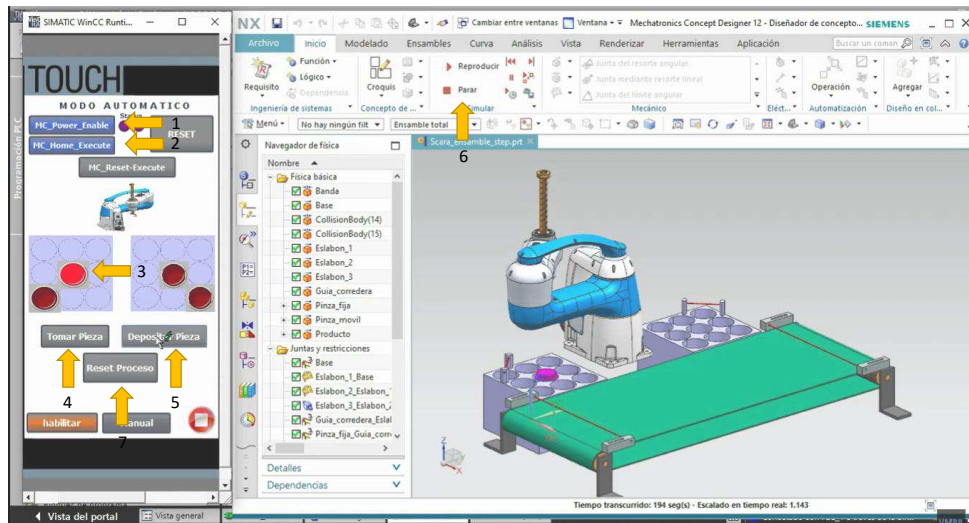 SIMATIC WinCC Runti...
TOUCH
MODO AUTOMATICO
MC_Power_Enable
1
RESET
MC_Home_Execute
2
MC_Reset-Execute
3
Tomar Pieza
Pieza
4
5
Reset Proceso
habilitar
7
NX
Cambiar entre ventanas
Ventana
Mechatronics Concept Designer 12 - Diseñador de concepto...
SIEMENS
Archivo
Inicio
Modelado
Ensambles
Curva
Análisis
Vista
Renderizar
Herramientas
Aplicación
Buscar un coman
Requisito
Función
Lógico
Dependencia
Ingeniería de sistemas
Croquis
Concepto de ...
Reproducir
Parar
Junta del resorte angular
Junta mediante resorte lineal
Junta del límite angular
Mecánico
Eléct...
Operación
Automatización
Agregar
Diseño en col...
Menú
No hay ningún filt
Ensamble total
6
Navegador de física
Nombre
Física básica
Banda
Base
CollisionBody(14)
CollisionBody(15)
Eslabon_1
Eslabon_2
Eslabon_3
Guia_corredera
Pinza_fija
Pinza_movil
Producto
Juntas y restricciones
Base
Eslabon_1_Base
Eslabon_2_Eslabon_
Eslabon_3_Eslabon_
Guia_corredera_Eslal
Pinza_fija_Guia_corre
Detalles
Dependencias
Z
X
Tiempo transcurrido: 194 seg(s) - Escalado en tiempo real: 1.143
Programación PLC
Vista del portal
Vista general